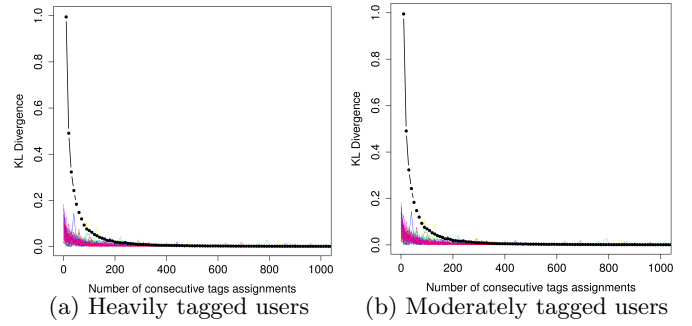 KL Divergence
1.0
0.8
0.6
0.4
0.2
0.0
0 200 400 600 800 1000
Number of consecutive tags assignments
(a) Heavily tagged users
KL Divergence
1.0
0.8
0.6
0.4
0.2
0.0
0 200 400 600 800 1000
Number of consecutive tags assignments
(b) Moderately tagged users